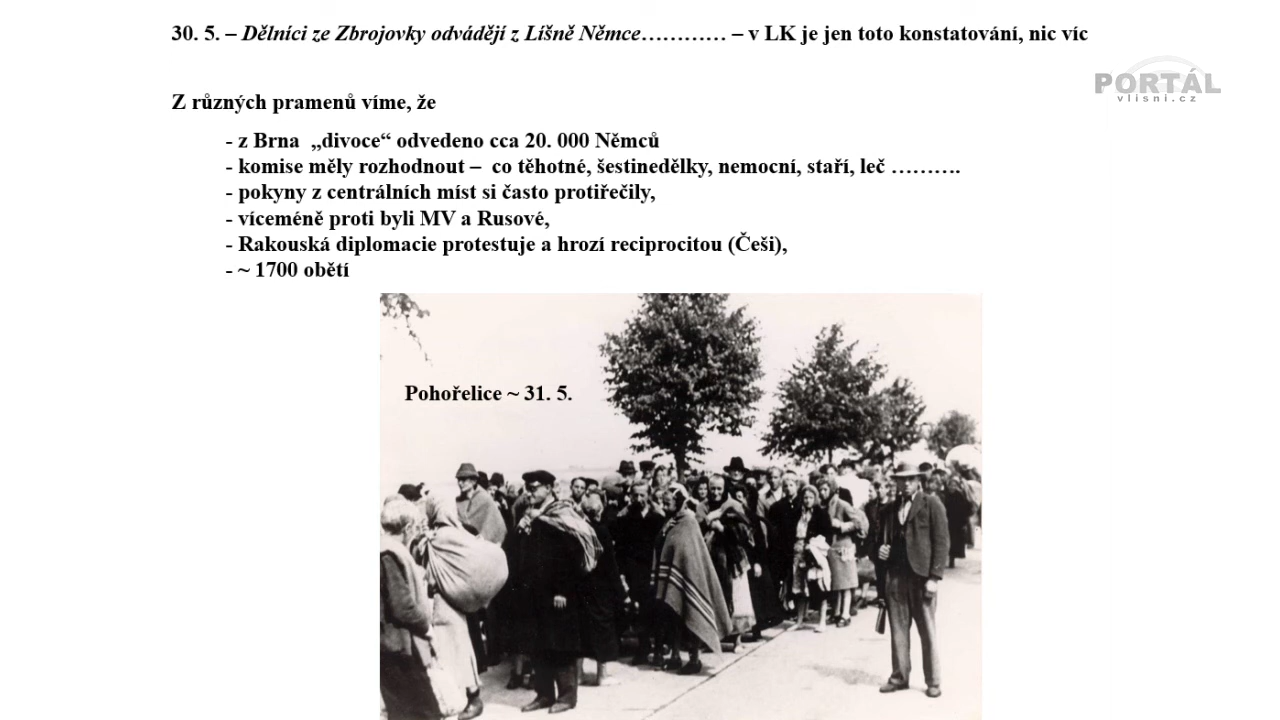 30. 5. – Dělníci ze Zbrojovky odvádějí z Líšně Němce………… – v LK je jen toto konstatování, nic víc
PORTÁL
vlisni.cz
Z různých pramenů víme, že
- z Brna „divoce“ odvedeno cca 20. 000 Němců
- komise měly rozhodnout – co těhotné, šestinedělky, nemocní, staří, leč ……….
- pokyny z centrálních míst si často protiřečily,
- víceméně proti byli MV a Rusové,
- Rakouská diplomacie protestuje a hrozí reciprocitou (Češi),
- ~ 1700 obětí
Pohořelice ~ 31. 5.